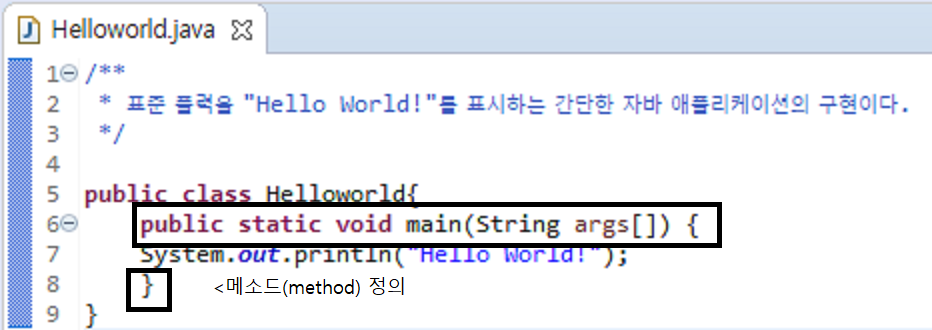 Helloworld.java
1 /**
2 * 표준 플력을 "Hello World!"를 표시하는 간단한 자바 애플리케이션의 구현이다.
3 */
4
5 public class Helloworld{
6 public static void main(String args[]) {
7 System.out.println("Hello World!");
8 } <메소드(method) 정의
9 }